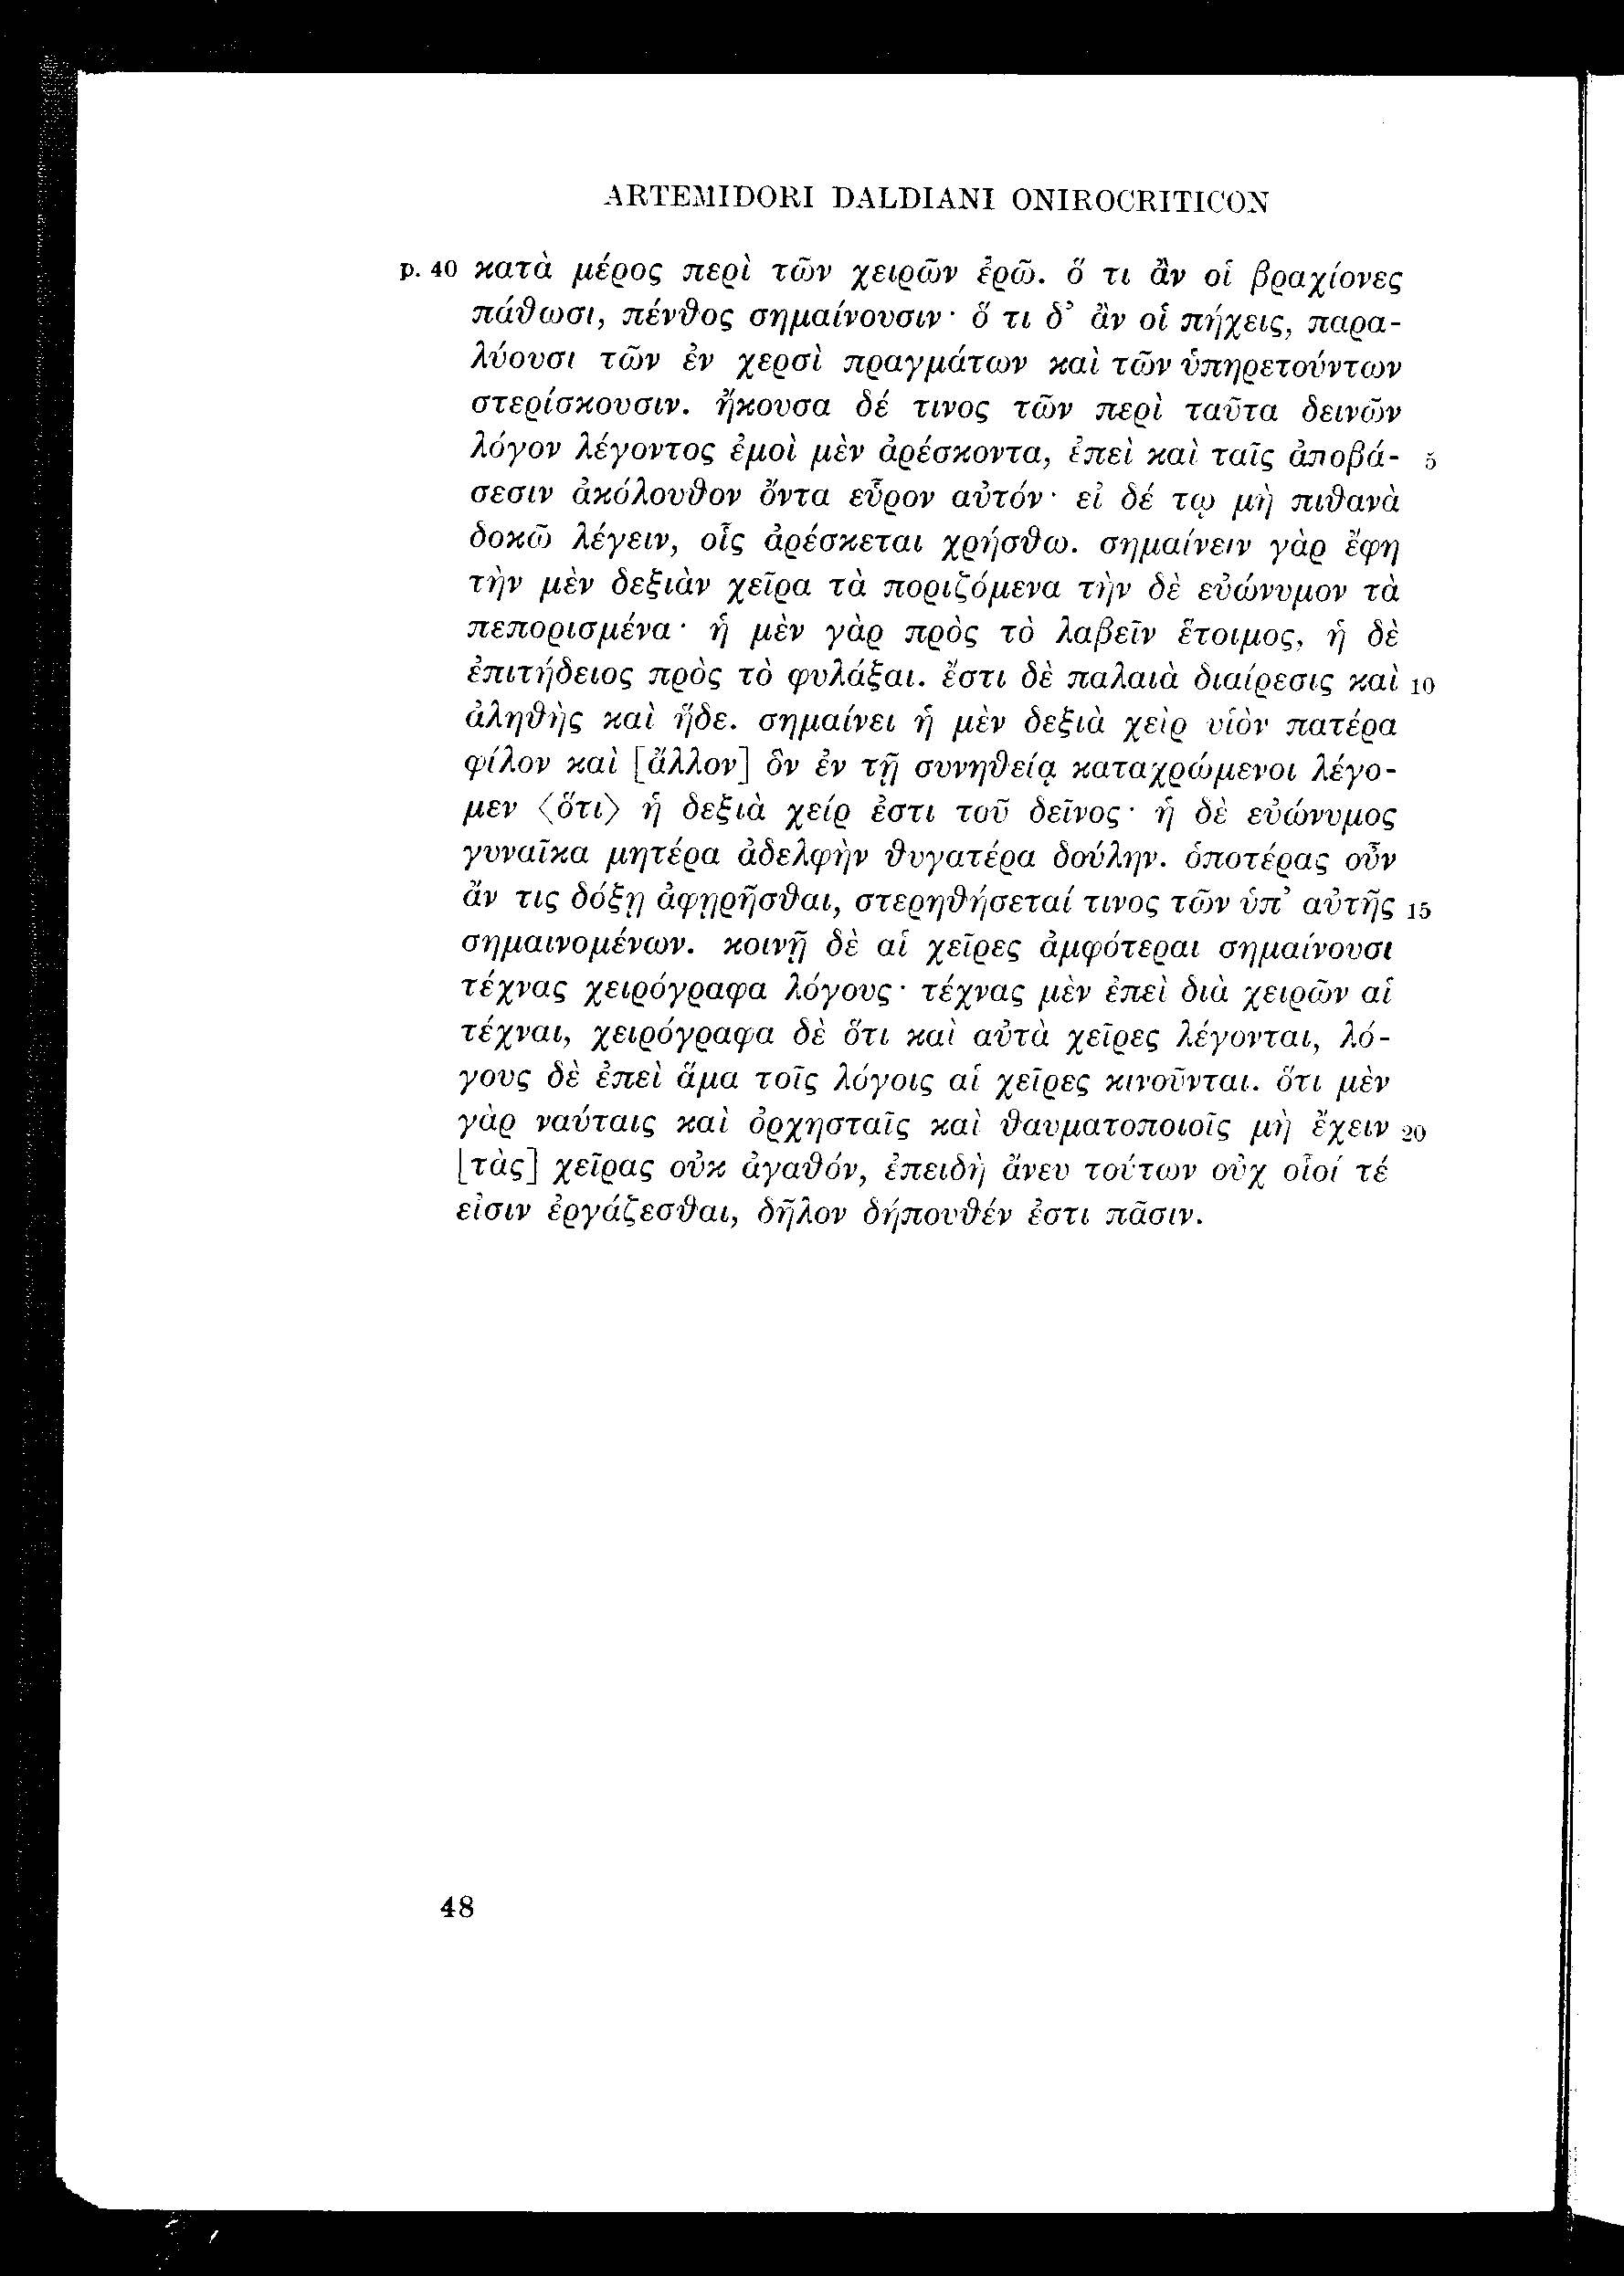 ARTEMIDORI DALDIANI ONIROCRITICON
p. 40 κατὰ μέρος περὶ τῶν χειρῶν ἐρῶ. ὅ τι ἂν οἱ βραχίονες
πάθωσι, πένθος σημαίνουσιν· ὅ τι δ’ ἂν οἱ πήχεις, παρα-
λύουσι τῶν ἐν χερσὶ πραγμάτων καὶ τῶν ὑπηρετούντων
στερίσκουσιν. ἤκουσα δέ τινος τῶν περὶ ταῦτα δεινῶν
λόγον λέγοντος ἐμοὶ μὲν ἀρέσκοντα, ἐπεὶ καὶ ταῖς ἀποβά- 5
σεσιν ἀκόλουθον ὄντα εὗρον αὐτόν· εἰ δέ τῳ μὴ πιθανὰ
δοκῶ λέγειν, οἷς ἀρέσκεται χρήσθω. σημαίνειν γὰρ ἔφη
τὴν μὲν δεξιὰν χεῖρα τὰ ποριζόμενα τὴν δὲ εὐώνυμον τὰ
πεπορισμένα· ἡ μὲν γὰρ πρὸς τὸ λαβεῖν ἕτοιμος, ἡ δὲ
ἐπιτήδειος πρὸς τὸ φυλάξαι. ἔστι δὲ παλαιὰ διαίρεσις καὶ 10
ἀληθὴς καὶ ἥδε. σημαίνει ἡ μὲν δεξιὰ χεὶρ υἱὸν πατέρα
φίλον καὶ [ἄλλον] ὃν ἐν τῇ συνηθείᾳ καταχρώμενοι λέγο-
μεν ⟨ὅτι⟩ ἡ δεξιὰ χείρ ἐστι τοῦ δεῖνος· ἡ δὲ εὐώνυμος
γυναῖκα μητέρα ἀδελφὴν θυγατέρα δούλην. ὁποτέρας οὖν
ἄν τις δόξῃ ἀφῃρῆσθαι, στερηθήσεταί τινος τῶν ὑπ’ αὐτῆς 15
σημαινομένων. κοινῇ δὲ αἱ χεῖρες ἀμφότεραι σημαίνουσι
τέχνας χειρόγραφα λόγους· τέχνας μὲν ἐπεὶ διὰ χειρῶν αἱ
τέχναι, χειρόγραφα δὲ ὅτι καὶ αὐτὰ χεῖρες λέγονται, λό-
γους δὲ ἐπεὶ ἅμα τοῖς λόγοις αἱ χεῖρες κινοῦνται. ὅτι μὲν
γὰρ ναύταις καὶ ὀρχησταῖς καὶ θαυματοποιοῖς μὴ ἔχειν 20
[τὰς] χεῖρας οὐκ ἀγαθόν, ἐπειδὴ ἄνευ τούτων οὐχ οἷοί τέ
εἰσιν ἐργάζεσθαι, δῆλον δήπουθέν ἐστι πᾶσιν.
48